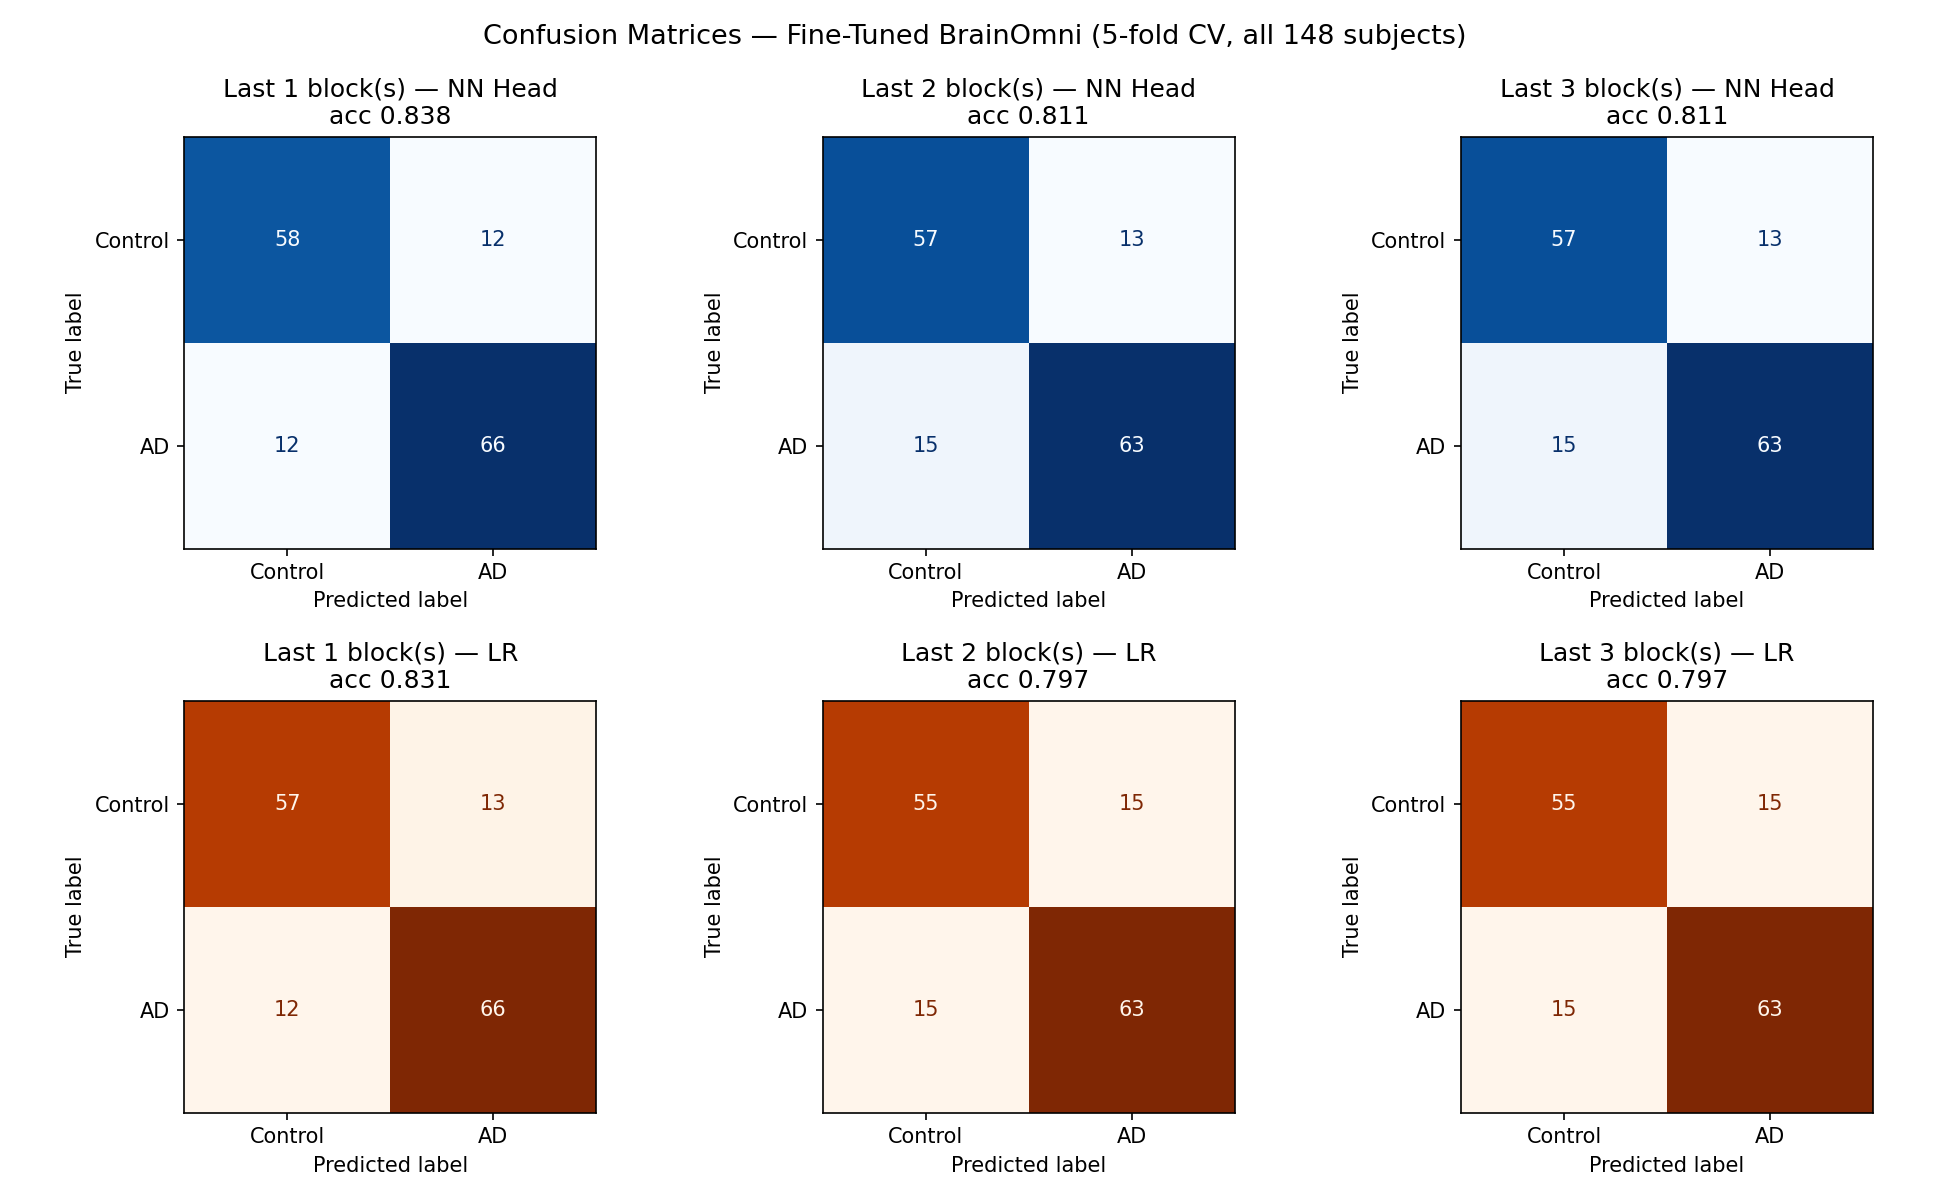 Confusion Matrices — Fine-Tuned BrainOmni (5-fold CV, all 148 subjects)
Last 1 block(s) — NN Head
acc 0.838
True label
Control
58
12
AD
12
66
Control
AD
Predicted label
Last 2 block(s) — NN Head
acc 0.811
True label
Control
57
13
AD
15
63
Control
AD
Predicted label
Last 3 block(s) — NN Head
acc 0.811
True label
Control
57
13
AD
15
63
Control
AD
Predicted label
Last 1 block(s) — LR
acc 0.831
True label
Control
57
13
AD
12
66
Control
AD
Predicted label
Last 2 block(s) — LR
acc 0.797
True label
Control
55
15
AD
15
63
Control
AD
Predicted label
Last 3 block(s) — LR
acc 0.797
True label
Control
55
15
AD
15
63
Control
AD
Predicted label